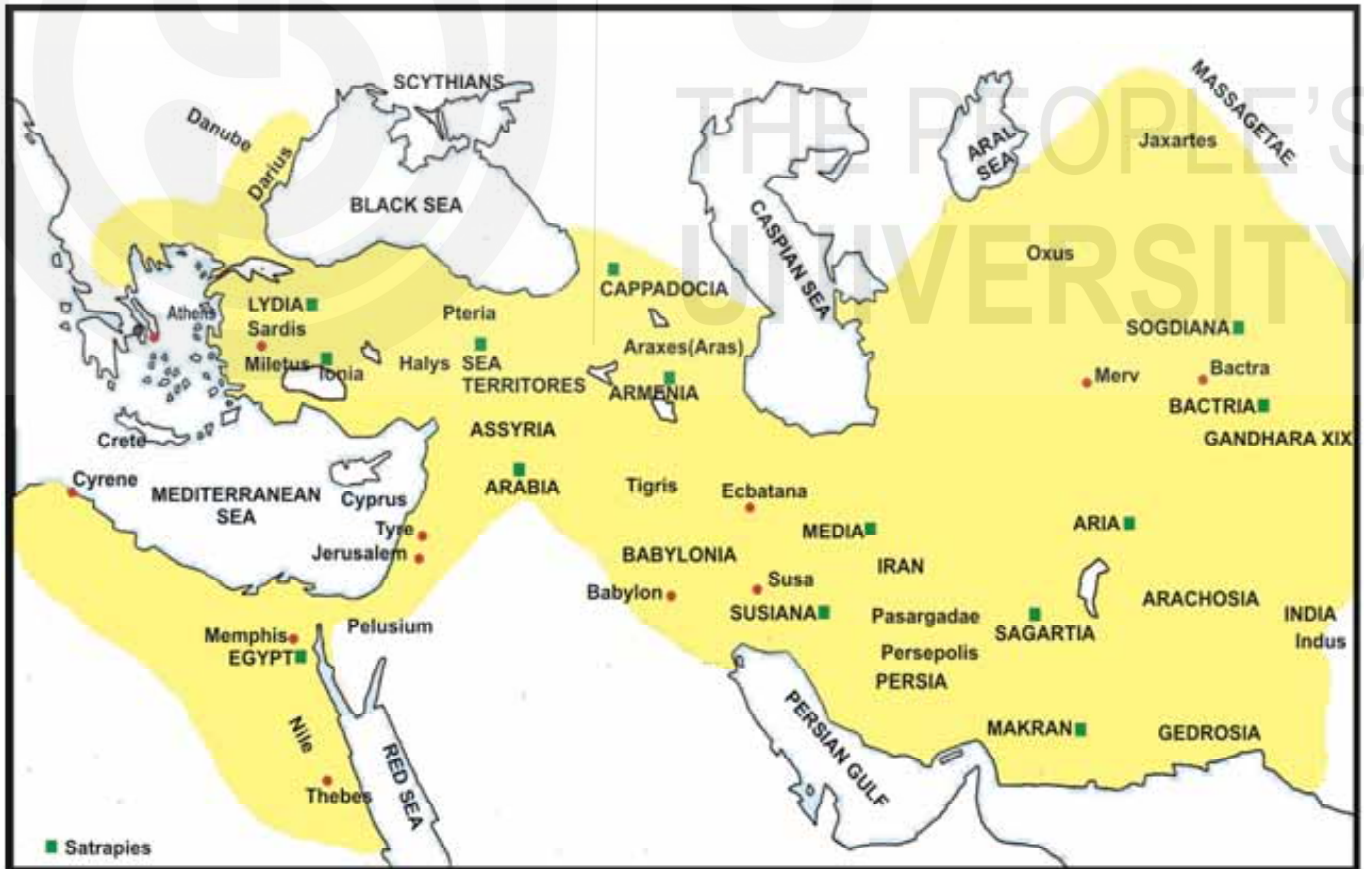 THE PEOPLE'S
UNIVERSITY
SCYTHIANS
MASSAGETAE
Danube
Darius
Jaxartes
ARAL
SEA
BLACK SEA
CASPIAN SEA
Oxus
CAPPADOCIA
LYDIA
Athens
Pteria
Sardis
SOGDIANA
Araxes(Aras)
Miletus
Ionia
Halys
SEA
TERRITORES
ARMENIA
Merv
Bactra
BACTRIA
ASSYRIA
GANDHARA XIX
Crete
Cyrene
MEDITERRANEAN
SEA
Cyprus
ARABIA
Tigris
Ecbatana
Tyre
MEDIA
ARIA
Jerusalem
BABYLONIA
IRAN
Babylon
Susa
SUSIANA
Pasargadae
SAGARTIA
ARACHOSIA
INDIA
Indus
Memphis
Pelusium
EGYPT
Persepolis
PERSIA
Nile
RED SEA
PERSIAN GULF
MAKRAN
GEDROSIA
Thebes
Satrapies